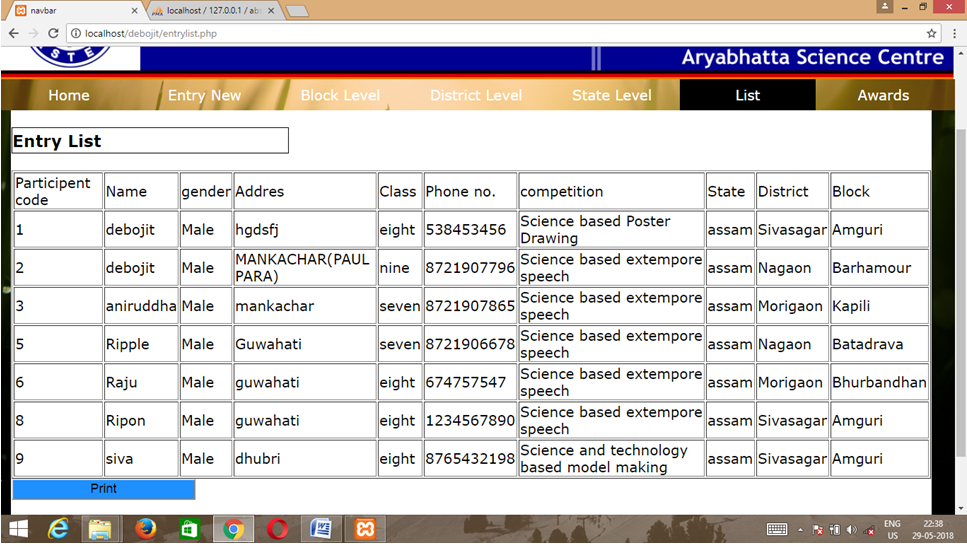 navbar
localhost / 127.0.0.1 / ab
localhost/debojit/entrylist.php
S T E
Aryabhatta Science Centre
Home Entry New Block Level District Level State Level List Awards
Entry List
Participent code Name gender Addres Class Phone no. competition State District Block
1 debojit Male hgdsfj eight 538453456 Science based Poster Drawing assam Sivasagar Amguri
2 debojit Male MANKACHAR(PAUL PARA) nine 8721907796 Science based extempore speech assam Nagaon Barhamour
3 aniruddha Male mankachar seven 8721907865 Science based extempore speech assam Morigaon Kapili
5 Ripple Male Guwahati seven 8721906678 Science based extempore speech assam Nagaon Batadrava
6 Raju Male guwahati eight 674757547 Science based extempore speech assam Morigaon Bhurbandhan
8 Ripon Male guwahati eight 1234567890 Science based extempore speech assam Sivasagar Amguri
9 siva Male dhubri eight 8765432198 Science and technology based model making assam Sivasagar Amguri
Print
ENG 22:38
US 29-05-2018